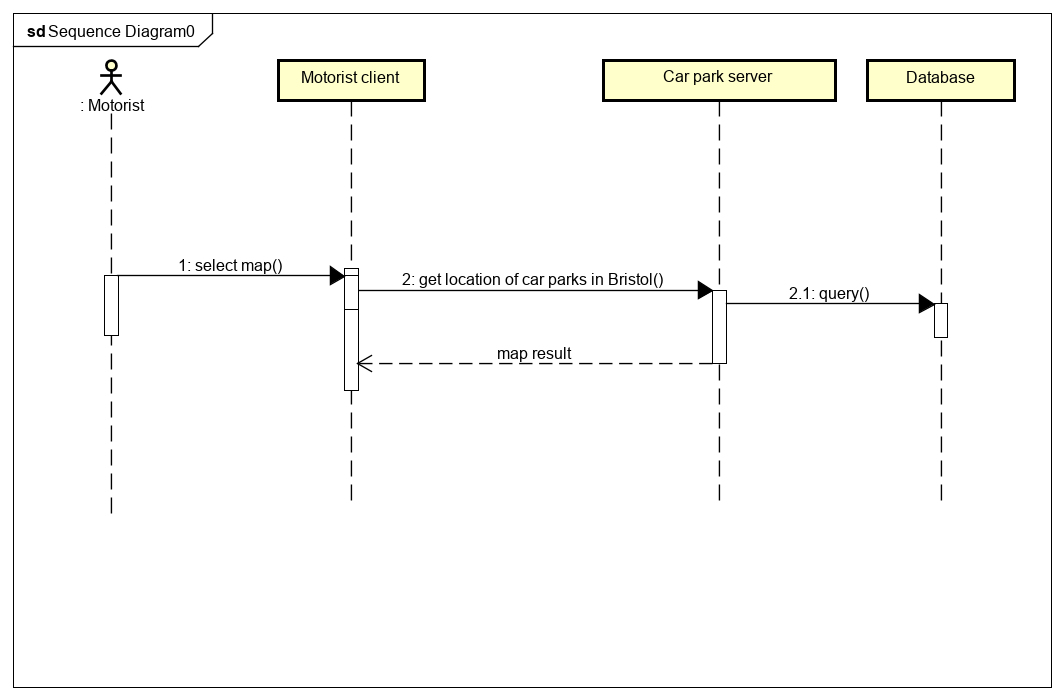 sd Sequence Diagram0
: Motorist
Motorist client
Car park server
Database
1: select map()
2: get location of car parks in Bristol()
2.1: query()
map result